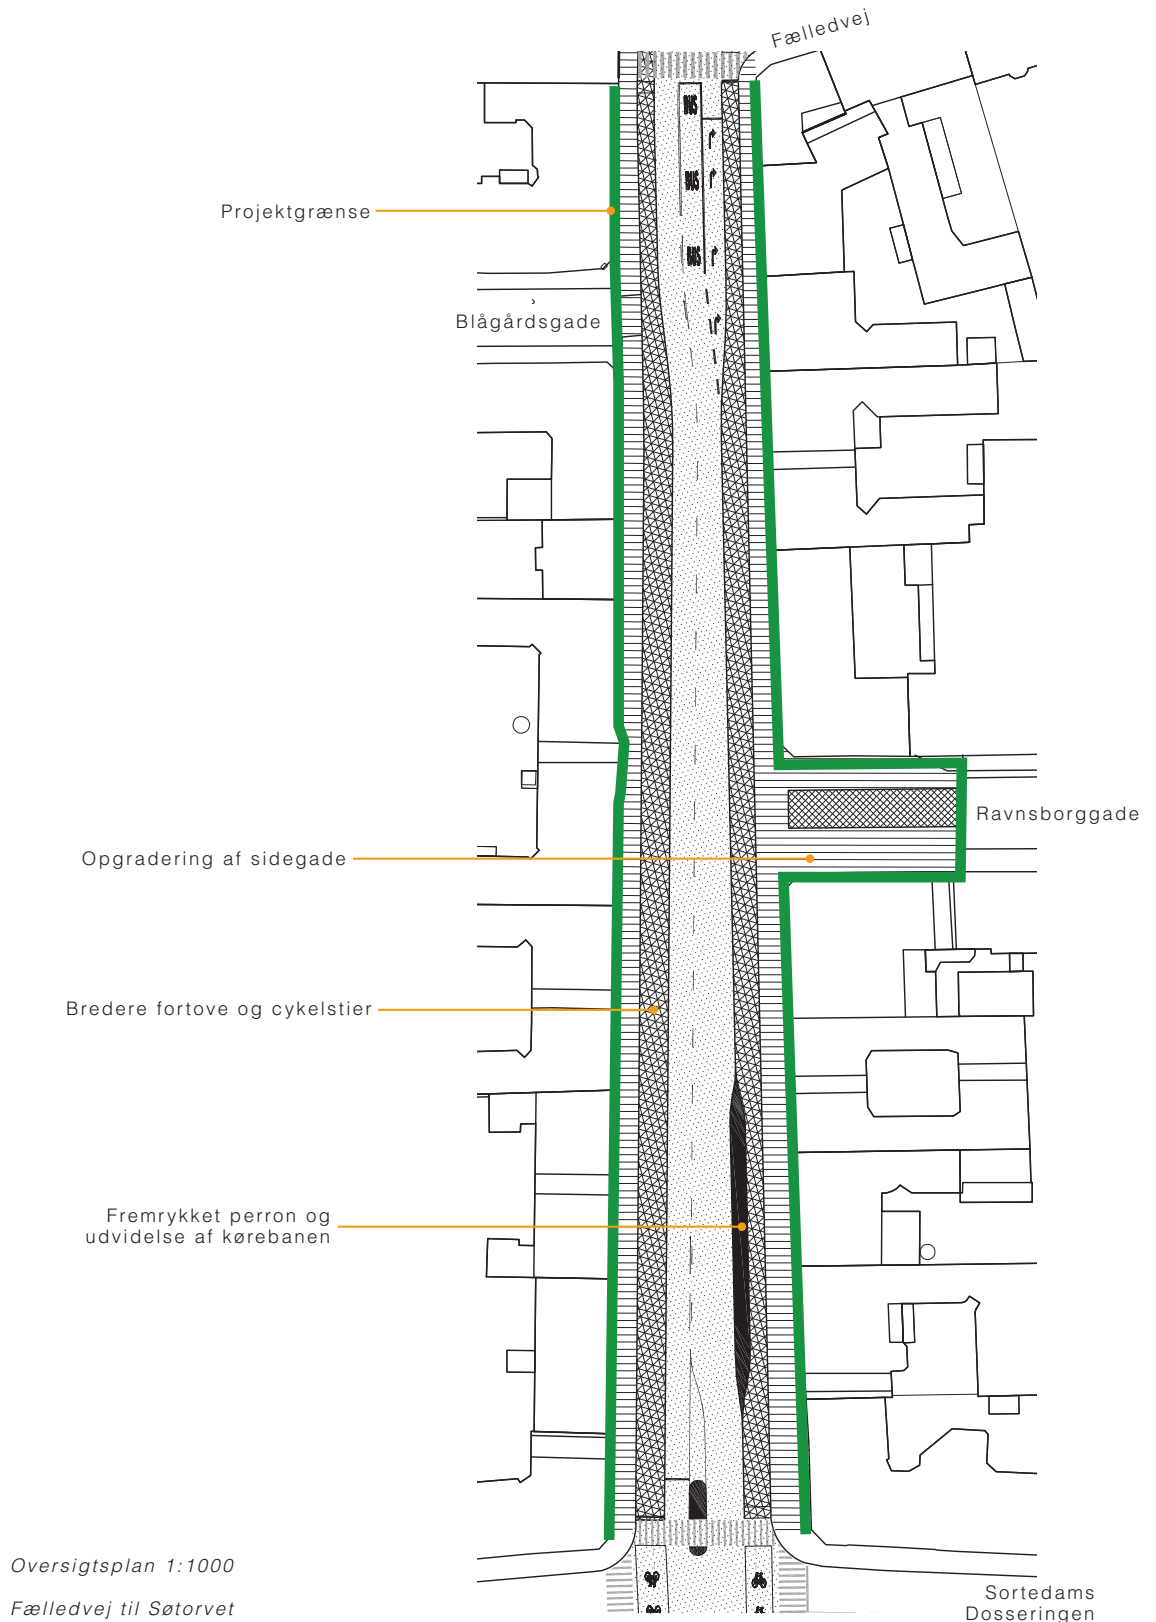 Fælledvej
BUS
BUS
Projektgrænse
BUS
Blågårdsgade
Ravnsborggade
Opgradering af sidegade
Bredere fortove og cykelstier
Fremrykket perron og
udvidelse af kørebanen
Oversigtsplan 1:1000
Fælledvej til Søtorvet
Sortedams
Dosseringen